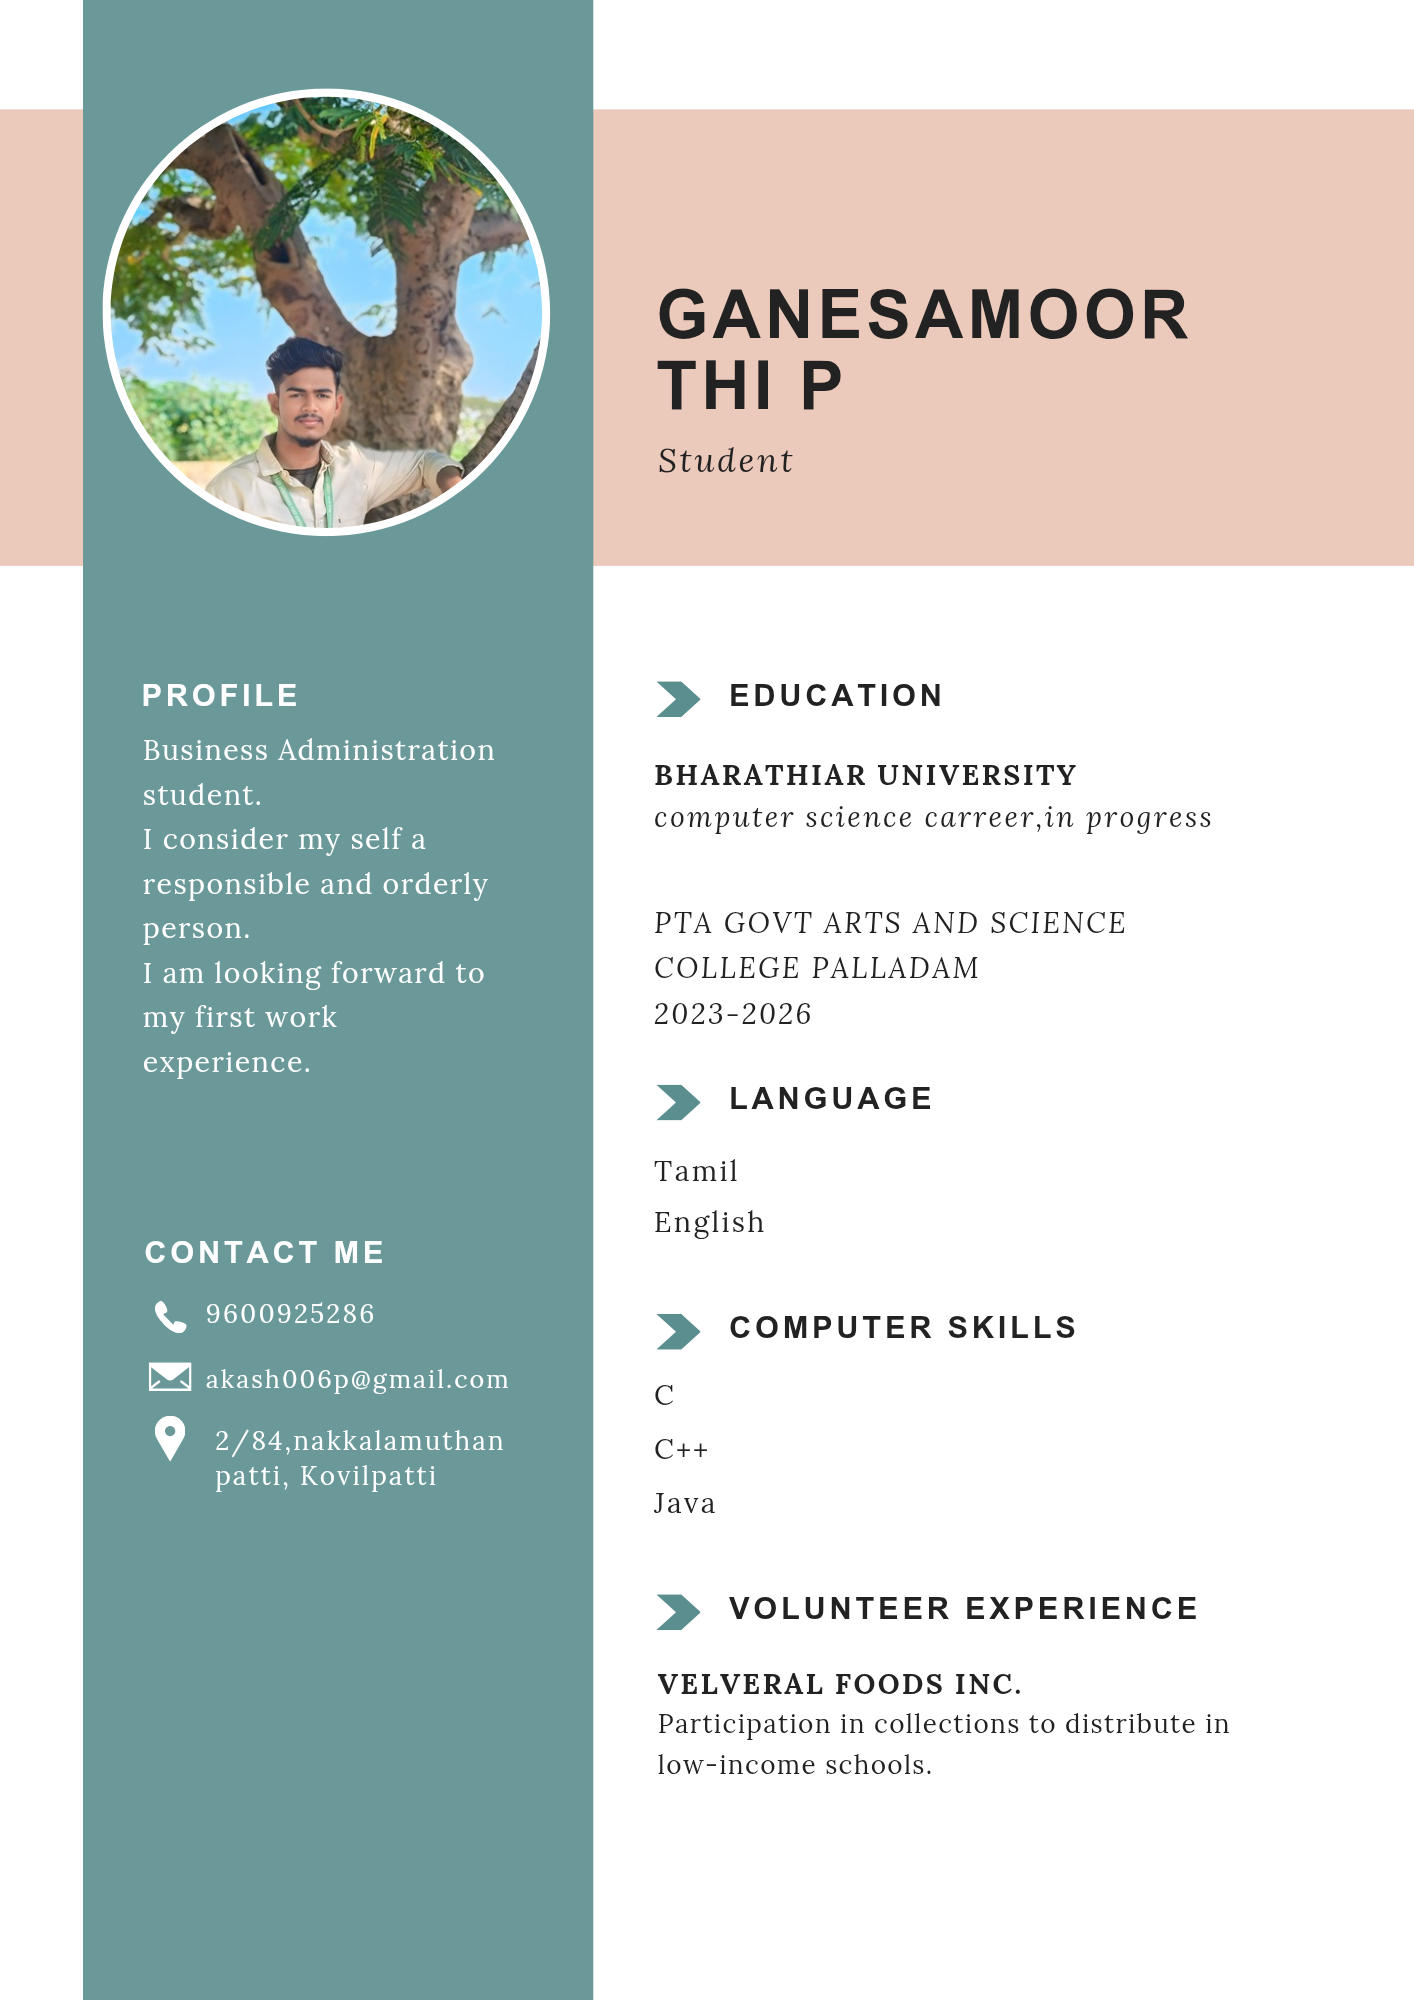 GANESAMOOR
THI P
Student
PROFILE
Business Administration
student.
I consider my self a
responsible and orderly
person.
I am looking forward to
my first work
experience.
CONTACT ME
9600925286
akash006p@gmail.com
2/84,nakkalamuthan
patti, Kovilpatti
EDUCATION
BHARATHIAR UNIVERSITY
computer science carreer,in progress
PTA GOVT ARTS AND SCIENCE
COLLEGE PALLADAM
2023-2026
LANGUAGE
Tamil
English
COMPUTER SKILLS
C
C++
Java
VOLUNTEER EXPERIENCE
VELVERAL FOODS INC.
Participation in collections to distribute in
low-income schools.